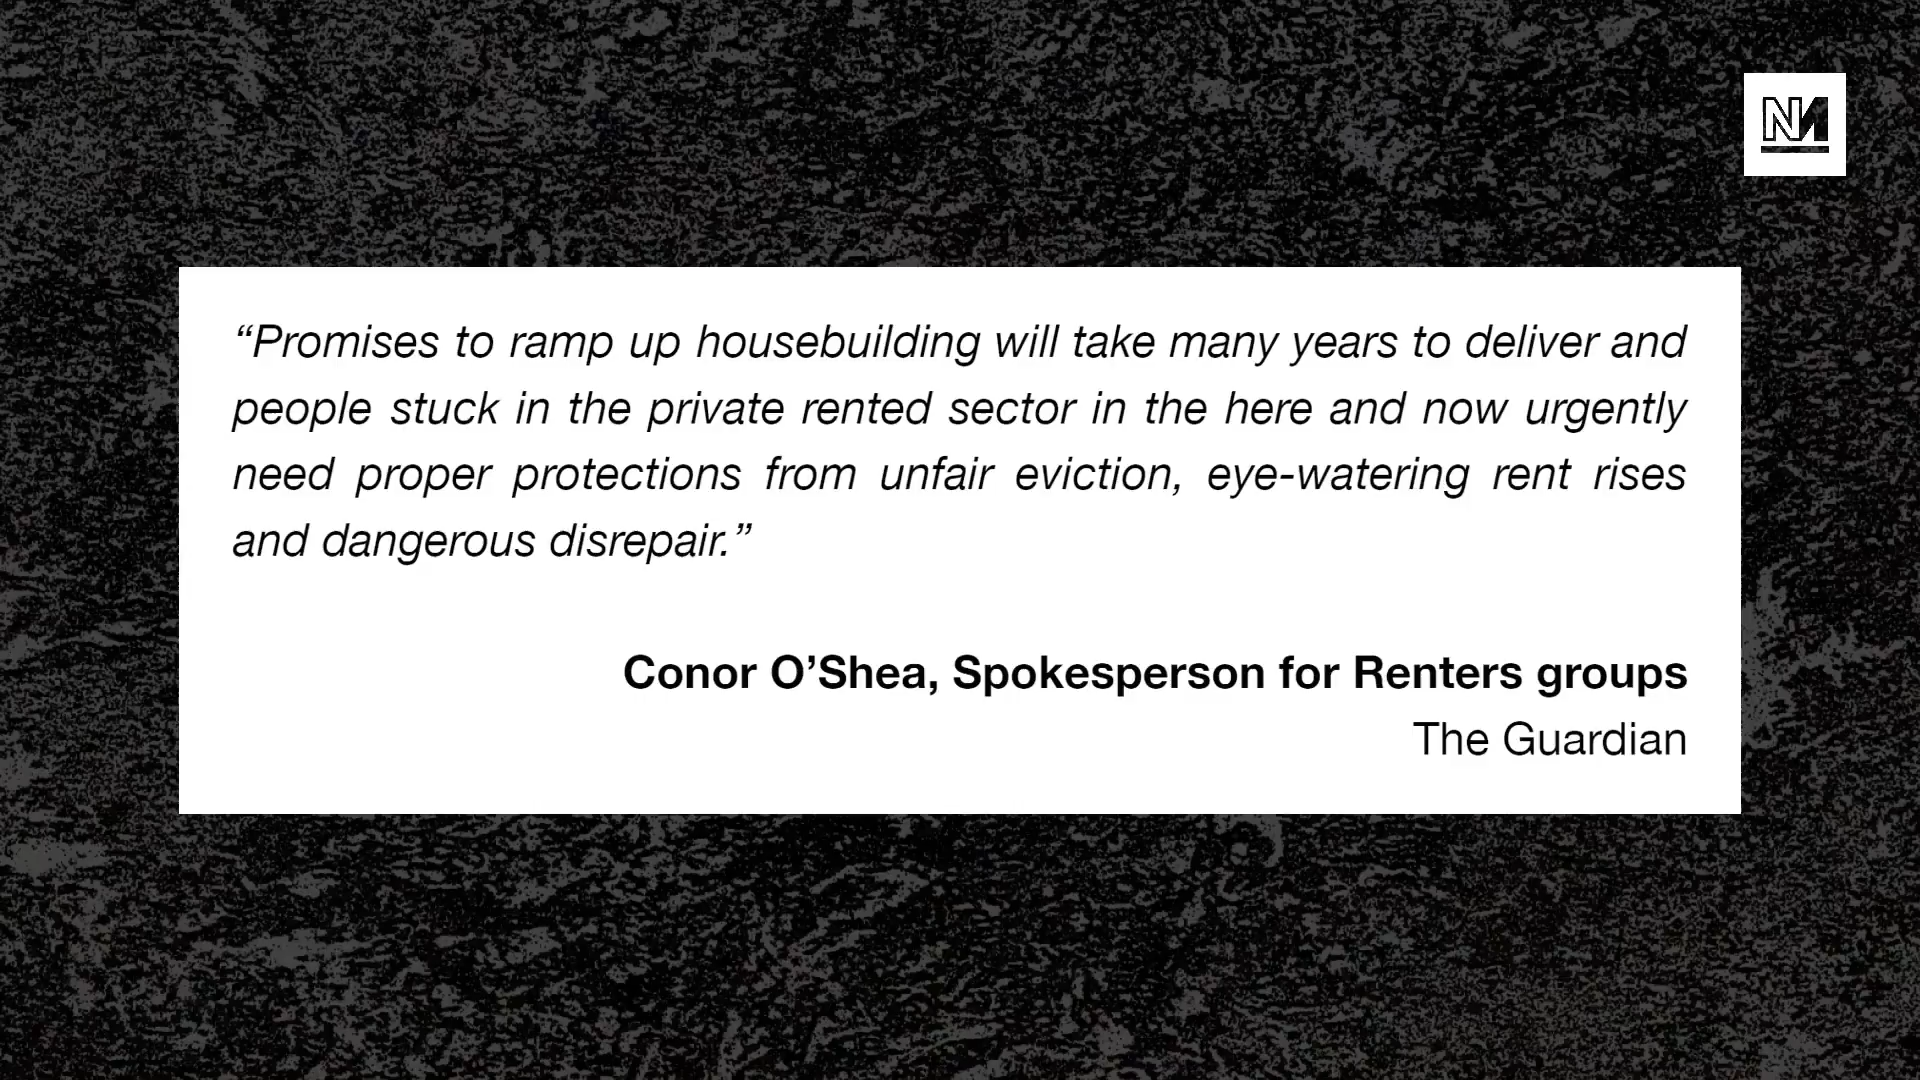 NM
“Promises to ramp up housebuilding will take many years to deliver and
people stuck in the private rented sector in the here and now urgently
need proper protections from unfair eviction, eye-watering rent rises
and dangerous disrepair.”
Conor O’Shea, Spokesperson for Renters groups
The Guardian